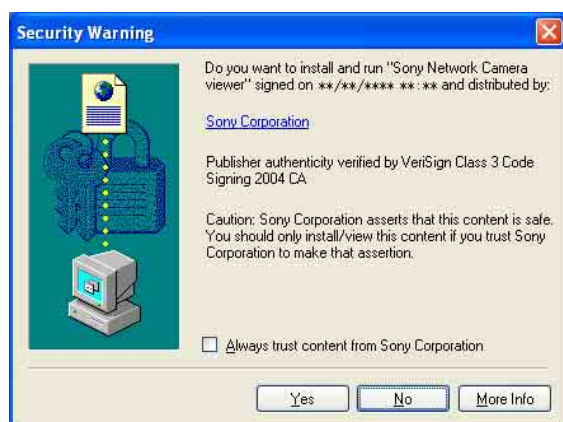 Security Warning
Do you want to install and run "Sony Network Camera
viewer" signed on **/**/**** **:** and distributed by:
Sony Corporation
Publisher authenticity verified by VeriSign Class 3 Code
Signing 2004 CA
Caution: Sony Corporation asserts that this content is safe.
You should only install/view this content if you trust Sony
Corporation to make that assertion.
Always trust content from Sony Corporation
Yes No More Info